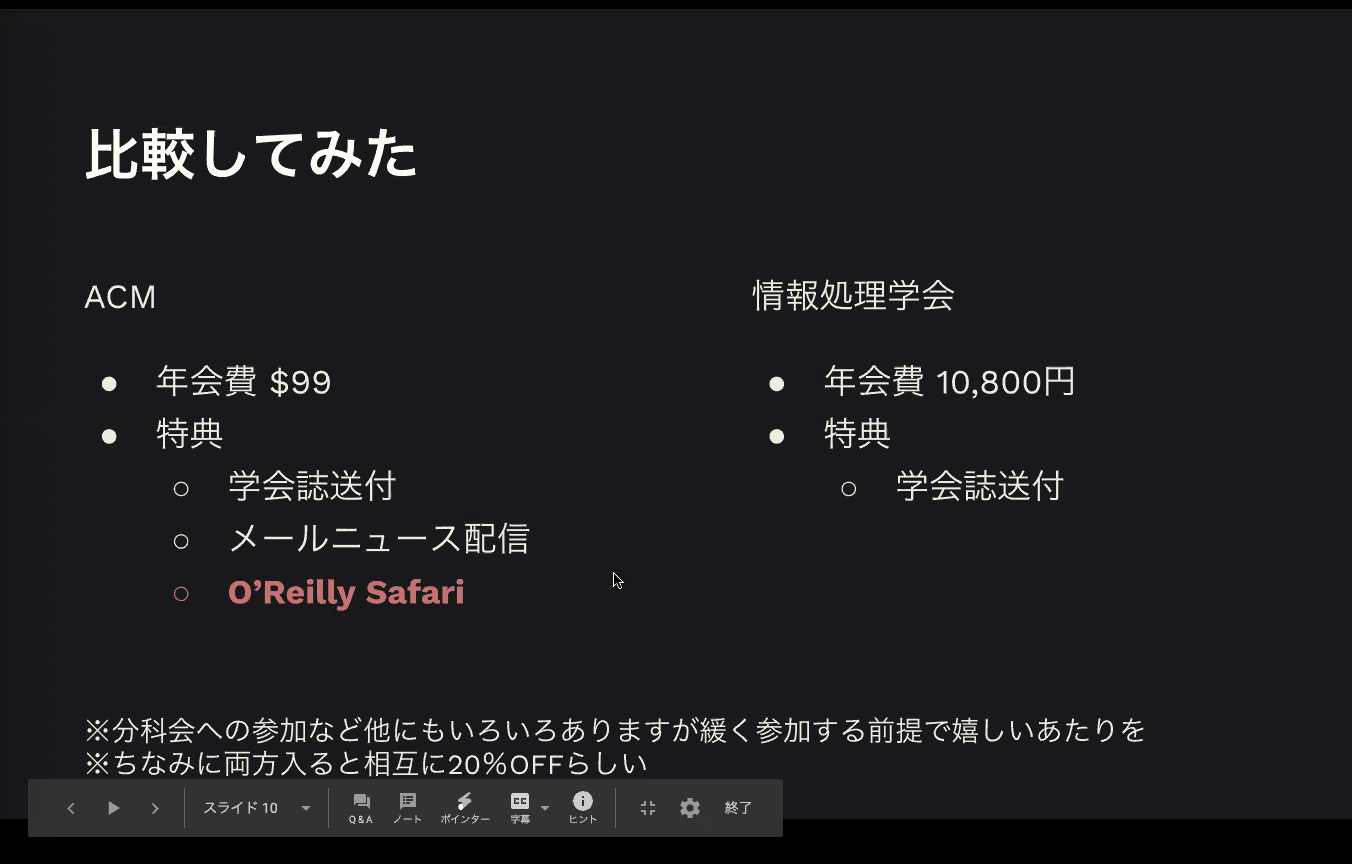 比較してみた
ACM
● 年会費 $99
● 特典
○ 学会誌送付
○ メールニュース配信
○ O’Reilly Safari
情報処理学会
● 年会費 10,800円
● 特典
○ 学会誌送付
※分科会への参加など他にもいろいろありますが緩く参加する前提で嬉しいあたりを
※ちなみに両方入ると相互に20%OFFらしい
スライド 10
Q&A
ノート
ポインター
CC
字幕
ヒント
終了